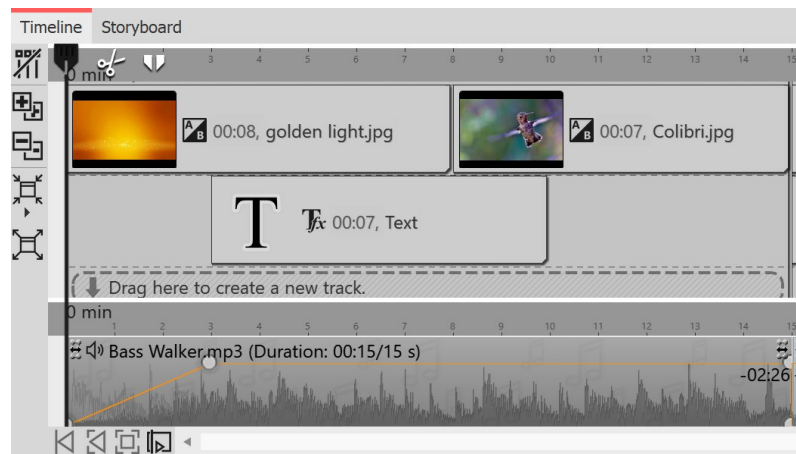 Timeline Storyboard
0 min
3 4 5 6 7 8 9 10 11 12 13 14 15
A B 00:08, golden light.jpg A B 00:07, Colibri.jpg
T Tfx 00:07, Text
Drag here to create a new track.
0 min
1 2 3 4 5 6 7 8 9 10 11 12 13 14 15
Bass Walker.mp3 (Duration: 00:15/15 s)
-02:26